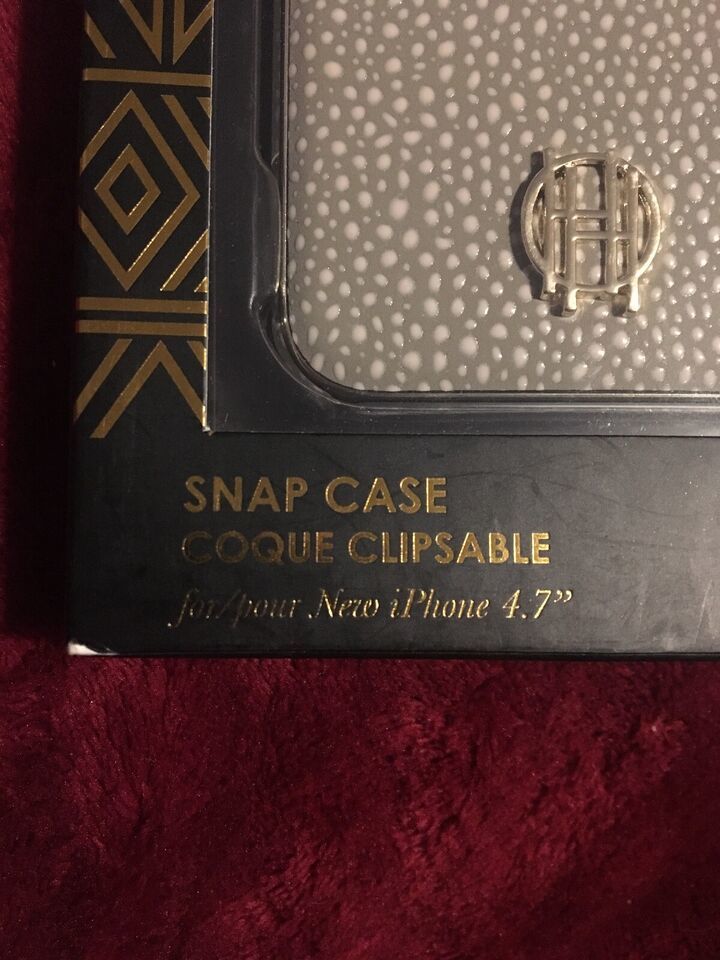 SNAP CASE
COQUE CLIPSABLE
for/pour New iPhone 4.7”